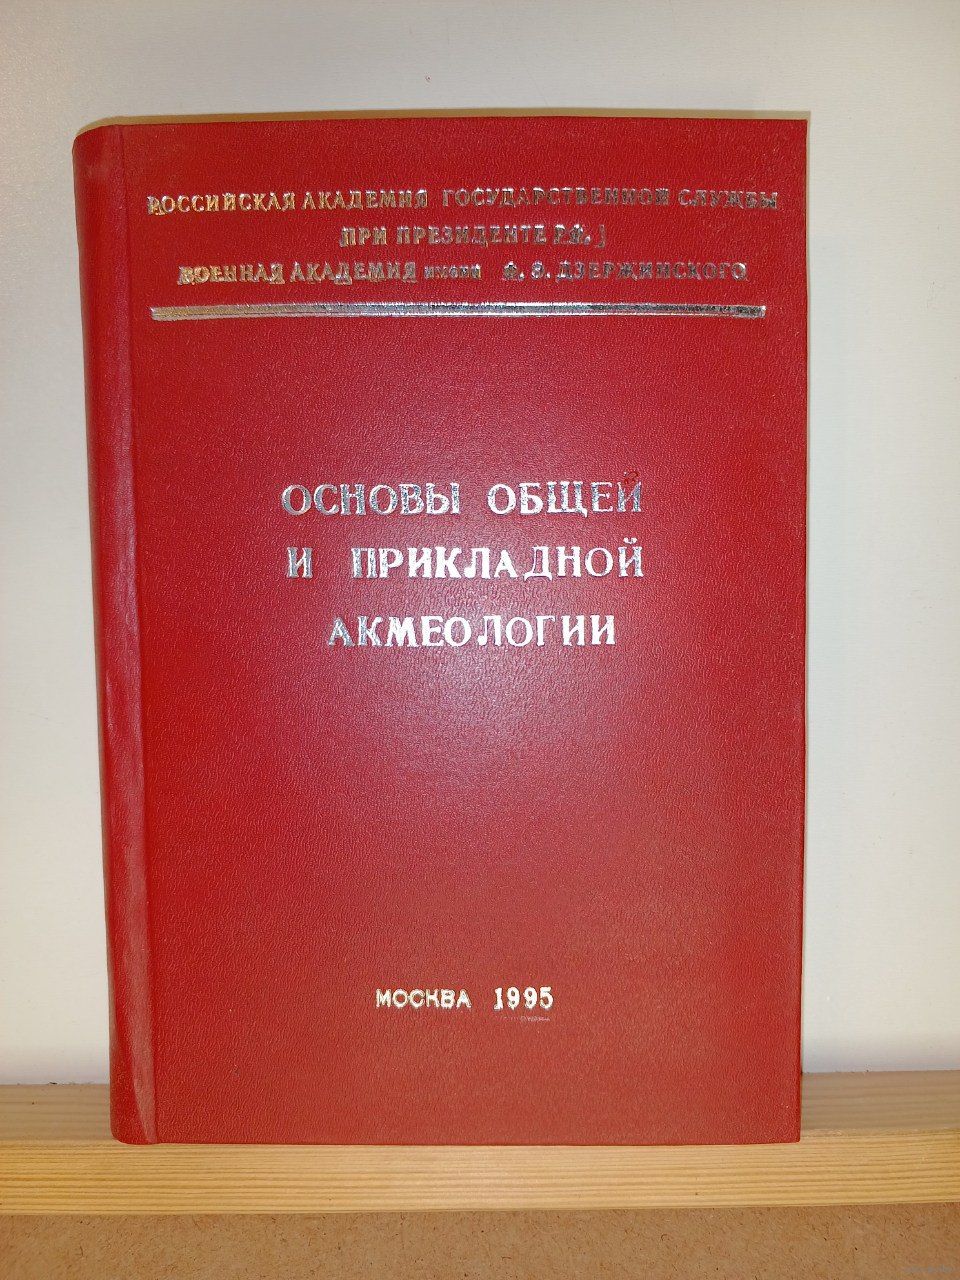 РОССИЙСКАЯ АКАДЕМИЯ ГОСУДАРСТВЕННОЙ СЛУЖБЫ
ПРИ ПРЕЗИДЕНТЕ Р.Ф.
ВОЕННАЯ АКАДЕМИЯ имени Ф. Э. ДЗЕРЖИНСКОГО
ОСНОВЫ ОБЩЕЙ
И ПРИКЛАДНОЙ
АКМЕОЛОГИИ
МОСКВА 1995